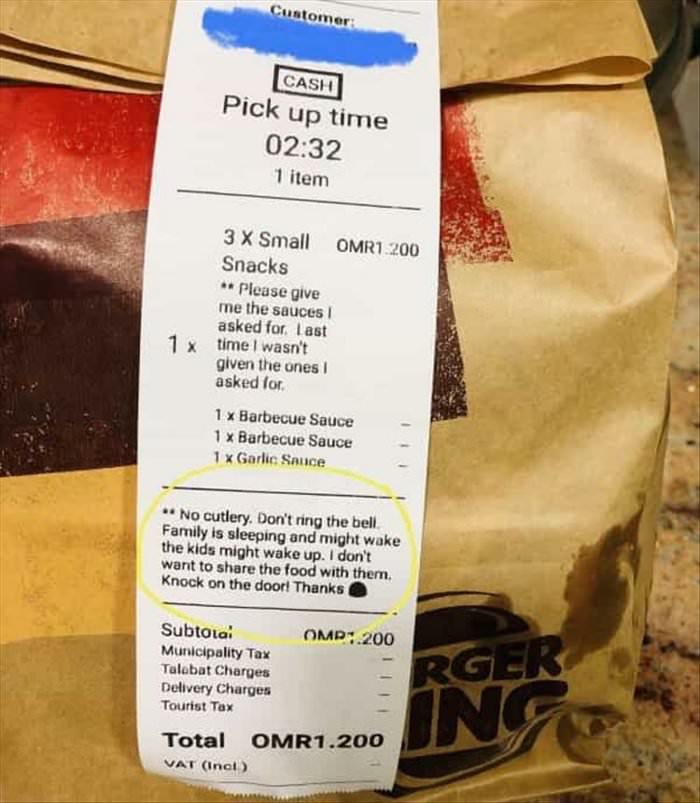 Customer:
CASH
Pick up time
02:32
1 item
3 X Small OMR1.200
Snacks
** Please give
me the sauces I
asked for. Last
1 x time I wasn't
given the ones I
asked for.
1 x Barbecue Sauce -
1 x Barbecue Sauce -
1 x Garlic Sauce -
** No cutlery. Don't ring the bell.
Family is sleeping and might wake
the kids might wake up. I don't
want to share the food with them.
Knock on the door! Thanks
Subtotal OMR1.200
Municipality Tax -
Talabat Charges -
Delivery Charges -
Tourist Tax -
Total OMR1.200
VAT (Incl.) -
RGER
ING